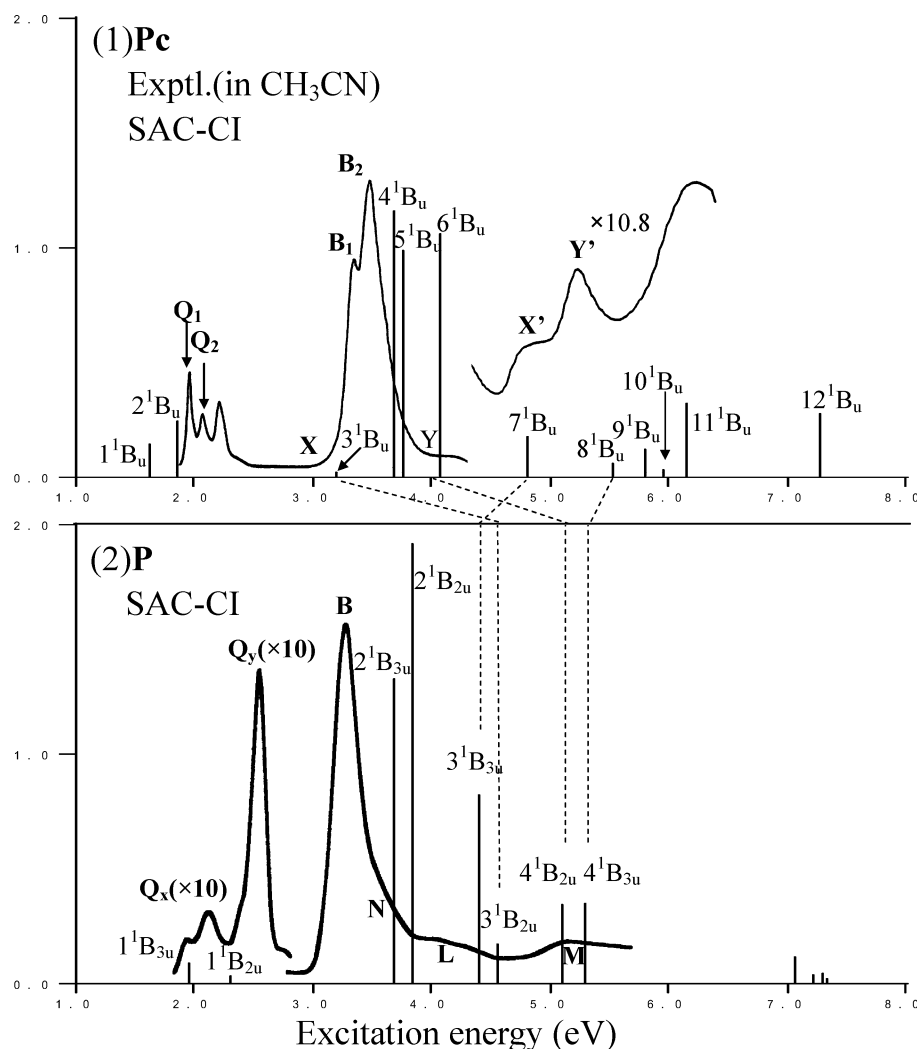 2.0
(1)Pc
Exptl.(in CH₃CN)
SAC-CI
B₂
4¹Bᵤ
6¹Bᵤ
×10.8
5¹Bᵤ
B₁
Y’
1.0
Q₁
X’
Q₂
10¹Bᵤ
2¹Bᵤ
12¹Bᵤ
7¹Bᵤ
11¹Bᵤ
X
3¹Bᵤ
Y
9¹Bᵤ
8¹Bᵤ
1¹Bᵤ
0.0
1.0 2.0 3.0 4.0 5.0 6.0 7.0 8.0
2.0
(2)P
2¹B₂ᵤ
SAC-CI
B
Qy(×10)
2¹B₃ᵤ
1.0
3¹B₃ᵤ
4¹B₂ᵤ 4¹B₃ᵤ
Qₓ(×10)
N
3¹B₂ᵤ
1¹B₃ᵤ
L
M
1¹B₂ᵤ
0.0
1.0 2.0 3.0 4.0 5.0 6.0 7.0 8.0
Excitation energy (eV)